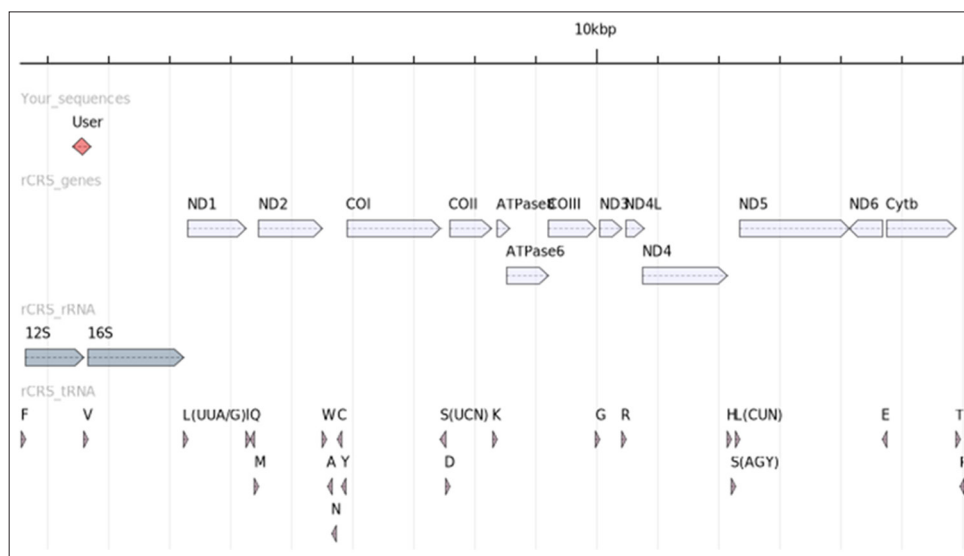 10kbp
Your_sequences
User
rCRS_genes
ND1 ND2 COI COII ATPase8 COIII ND3 ND4L ND5 ND6 Cytb
ATPase6 ND4
rCRS_rRNA
12S 16S
rCRS_tRNA
F V L(UUA/G) I Q W C S(UCN) K G R H L(CUN) E T
M A Y D S(AGY)
N